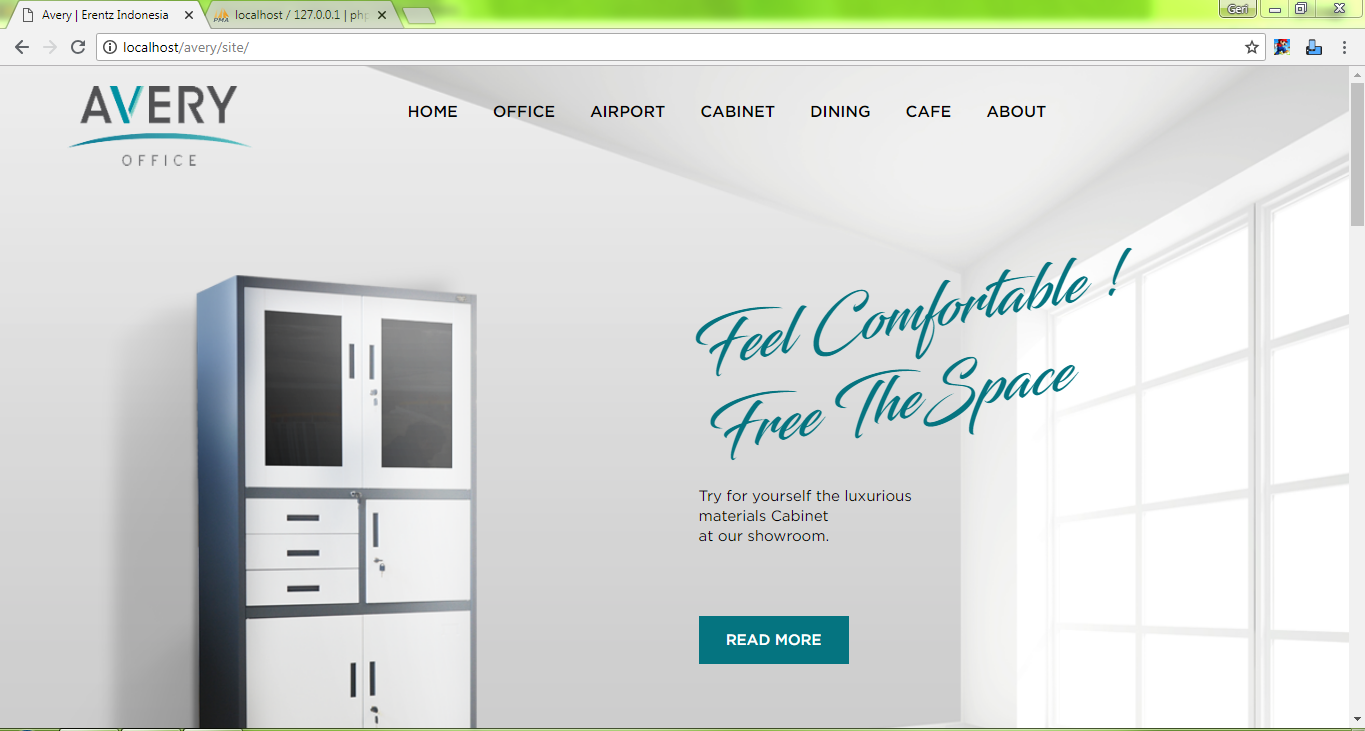 Avery | Erentz Indonesia
localhost / 127.0.0.1 | php
Geri
localhost/avery/site/
AVERY
OFFICE
HOME OFFICE AIRPORT CABINET DINING CAFE ABOUT
Feel Comfortable !
Free The Space
Try for yourself the luxurious
materials Cabinet
at our showroom.
READ MORE